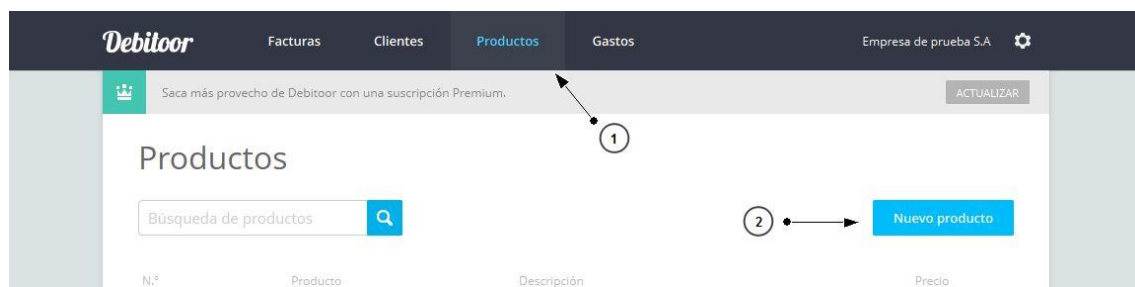 Debitoor Facturas Clientes Productos Gastos Empresa de prueba S.A
Saca más provecho de Debitoor con una suscripción Premium. ACTUALIZAR
1
Productos
Búsqueda de productos 2 Nuevo producto
N.º Producto Descripción Precio